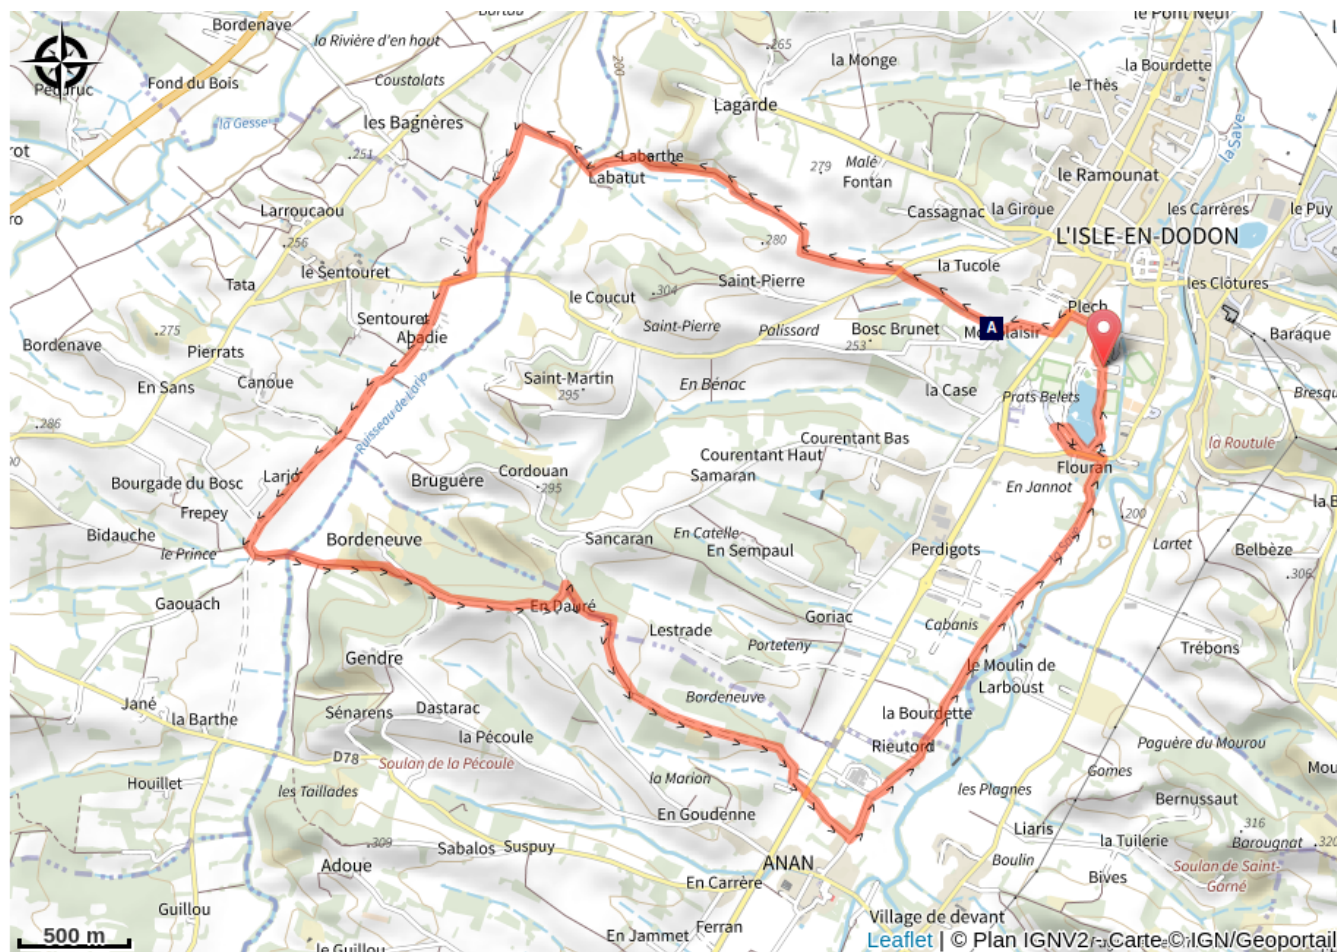 Bordenave
la Rivière d'en haut
le Pont Neuf
.265
la Monge
la Bourdette
Fond du Bois
Coustalats
200
le Thès
la Save
la Gesse
les Bagnères
Lagarde
.251
Labarthe
279
Malé
Fontan
le Ramounat
Labatut
Larroucaou
Cassagnac
la Giroue
les Carrères
le Puy
.256
.280
L'ISLE-EN-DODON
le Sentouret
la Tucole
Tata
Saint-Pierre
les Clôtures
le Coucut
.304
Plech
.275
Sentouret
Saint-Pierre
Polissord
Bosc Brunet
A
Baraque
Bordenave
Abadie
253
Pierrats
Canoue
Saint-Martin
En Bénac
la Case
En Sans
295
Prats Belets
.286
Ruisseau de Larjo
Courentant Bas
la Routule
Courentant Haut
Flouran
Larjo
Cordouan
Samaran
Bourgade du Bosc
Bruguère
295
En Jannot
Frepey
.200
Bidauche
le Prince
Bordeneuve
Sancaran
En Catelle
En Sempaul
Perdigots
Lartet
Belbèze
306
Gaouach
En Dauré
Goriac
Cabanis
Lestrade
Porteteny
Trébons
Gendre
le Moulin de
Larboust
Jané
Sénarens
Dastarac
Bordeneuve
la Bourdette
la Barthe
la Pécoule
Rieutord
Paguère du Mourou
D78
Soulan de la Pécoule
Houillet
les Taillades
la Marion
Gomes
les Plagnes
Bernussaut
En Goudenne
.316
.309
Liaris
la Tuilerie
Barougnat
.320
Sabalos
Suspuy
Adoue
ANAN
Boulin
Bives
Soulan de Saint-
Garné
En Carrère
Guillou
Village de devant
Ferran
En Jammet
500 m
le Guillou
Leaflet | © Plan IGNV2 - Carte © IGN/Geoportail